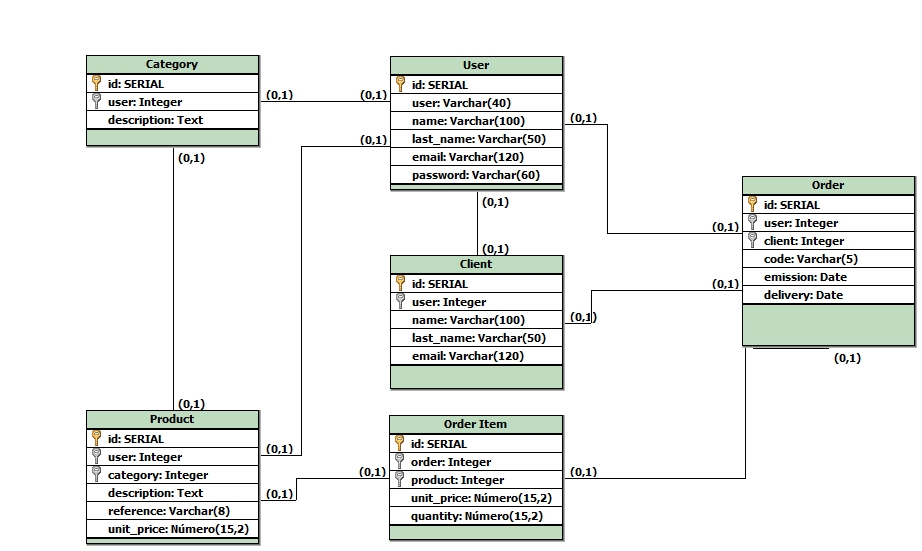 Category
id: SERIAL
user: Integer
description: Text
(0,1)
(0,1)
(0,1)
User
id: SERIAL
user: Varchar(40)
name: Varchar(100)
last_name: Varchar(50)
email: Varchar(120)
password: Varchar(60)
(0,1)
(0,1)
(0,1)
(0,1)
(0,1)
Client
id: SERIAL
user: Integer
name: Varchar(100)
last_name: Varchar(50)
email: Varchar(120)
(0,1)
(0,1)
(0,1)
Order
id: SERIAL
user: Integer
client: Integer
code: Varchar(5)
emission: Date
delivery: Date
(0,1)
(0,1)
Product
id: SERIAL
user: Integer
category: Integer
description: Text
reference: Varchar(8)
unit_price: Número(15,2)
(0,1)
(0,1)
(0,1)
Order Item
id: SERIAL
order: Integer
product: Integer
unit_price: Número(15,2)
quantity: Número(15,2)
(0,1)